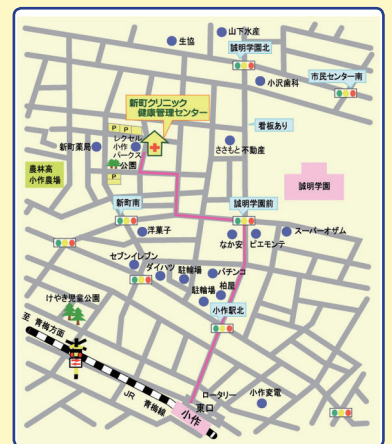 山下水産
生協
誠明学園北
小沢歯科
市民センター南
新町クリニック
健康管理センター
看板あり
P
P
レクセル
小作
パークス
新町薬局
ささもと不動産
P
公園
農林高
小作農場
誠明学園
新町南
誠明学園前
洋菓子
なか安
ピエモンテ
スーパーオザム
セブンイレブン
ダイハツ
駐輪場
パチンコ
柏屋
駐輪場
けやき児童公園
小作駅北
至 青梅方面
JR 青梅線
ロータリー
小作変電
東口
小作